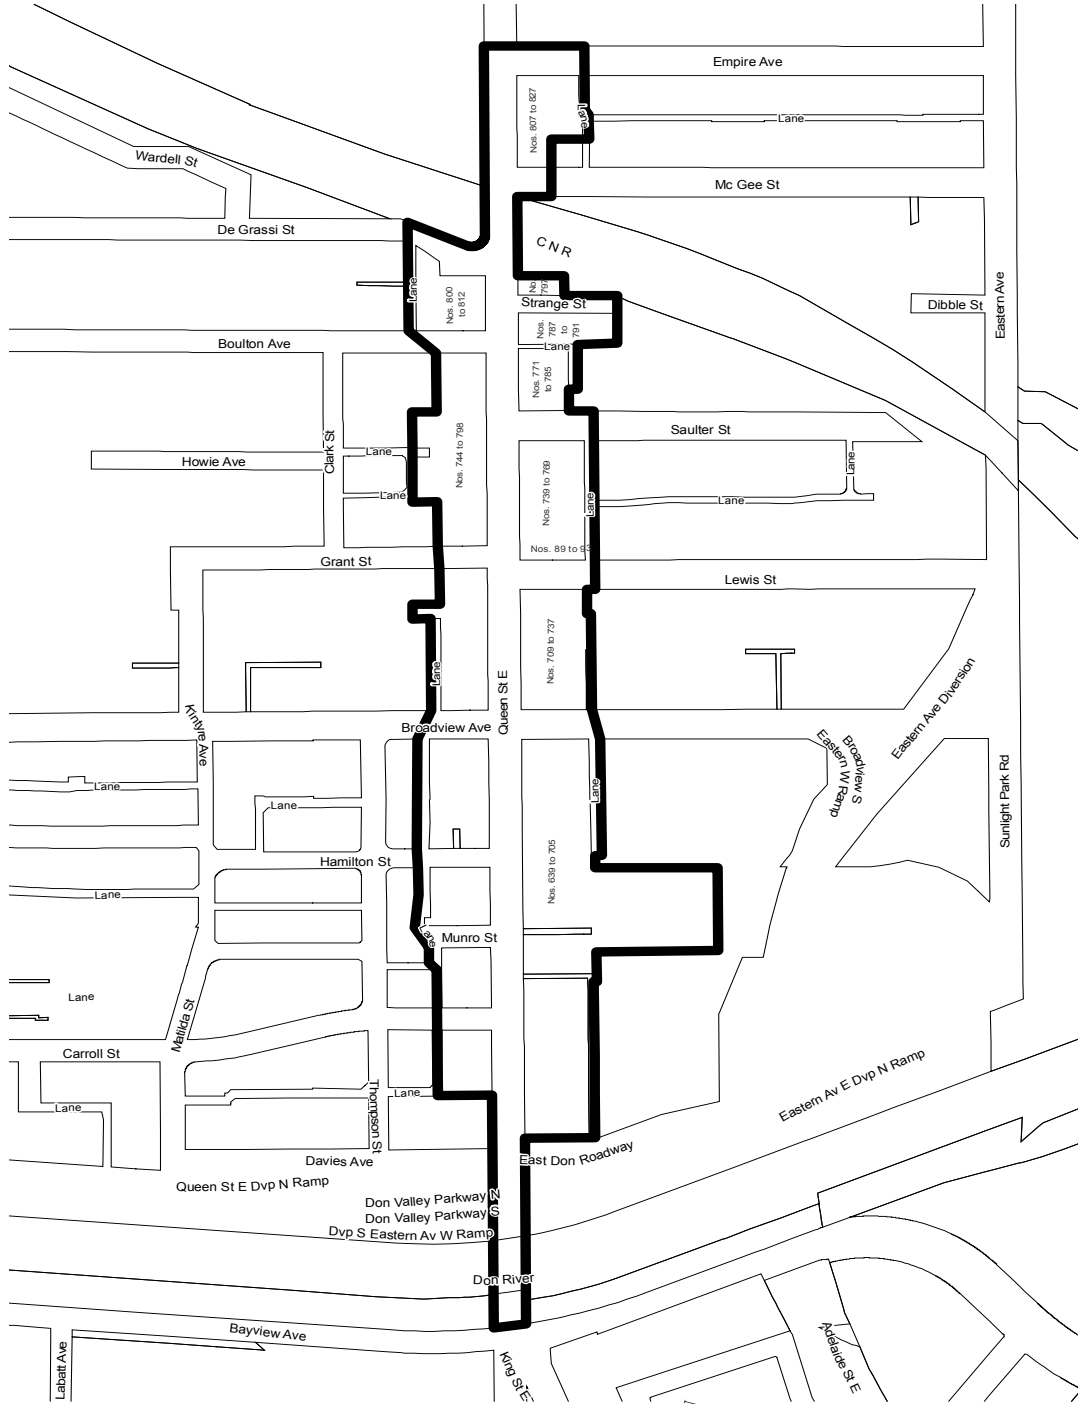 Empire Ave
Nos. 807 to 827
Lane
Lane
Wardell St
Mc Gee St
De Grassi St
CNR
Lane
Nos. 800
to 812
Strange St
Dibble St
Eastern Ave
Nos.
787
to
791
Boulton Ave
Lane
Nos. 771
to 785
Saulter St
Clark St
Lane
Howie Ave
Nos. 744 to 798
Lane
Lane
Nos. 739 to 769
Lane
Lane
Nos. 89 to 93
Grant St
Lewis St
Nos. 709 to 737
Lane
Queen St E
Kintyre Ave
Broadview Ave
Eastern Ave Diversion
Broadview S
Eastern W Ramp
Sunlight Park Rd
Lane
Lane
Lane
Hamilton St
Nos. 639 to 705
Lane
Lane
Munro St
Lane
Matilda St
Carroll St
Lane
Thompson St
Lane
Eastern Av E Dvp N Ramp
Davies Ave
East Don Roadway
Queen St E Dvp N Ramp
Don Valley Parkway N
Don Valley Parkway S
Dvp S Eastern Av W Ramp
Don River
Bayview Ave
Labatt Ave
King St E
Adelaide St E